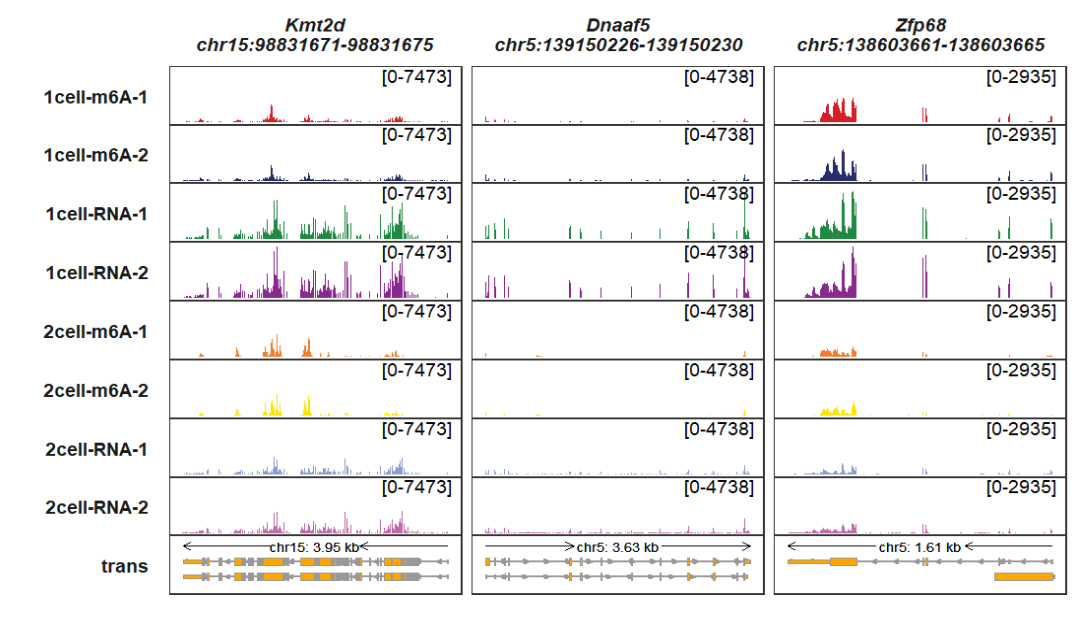 Kmt2d
chr15:98831671-98831675
Dnaaf5
chr5:139150226-139150230
Zfp68
chr5:138603661-138603665
1cell-m6A-1
[0-7473]
[0-4738]
[0-2935]
1cell-m6A-2
[0-7473]
[0-4738]
[0-2935]
1cell-RNA-1
[0-7473]
[0-4738]
[0-2935]
1cell-RNA-2
[0-7473]
[0-4738]
[0-2935]
2cell-m6A-1
[0-7473]
[0-4738]
[0-2935]
2cell-m6A-2
[0-7473]
[0-4738]
[0-2935]
2cell-RNA-1
[0-7473]
[0-4738]
[0-2935]
2cell-RNA-2
[0-7473]
[0-4738]
[0-2935]
trans
chr15: 3.95 kb
chr5: 3.63 kb
chr5: 1.61 kb